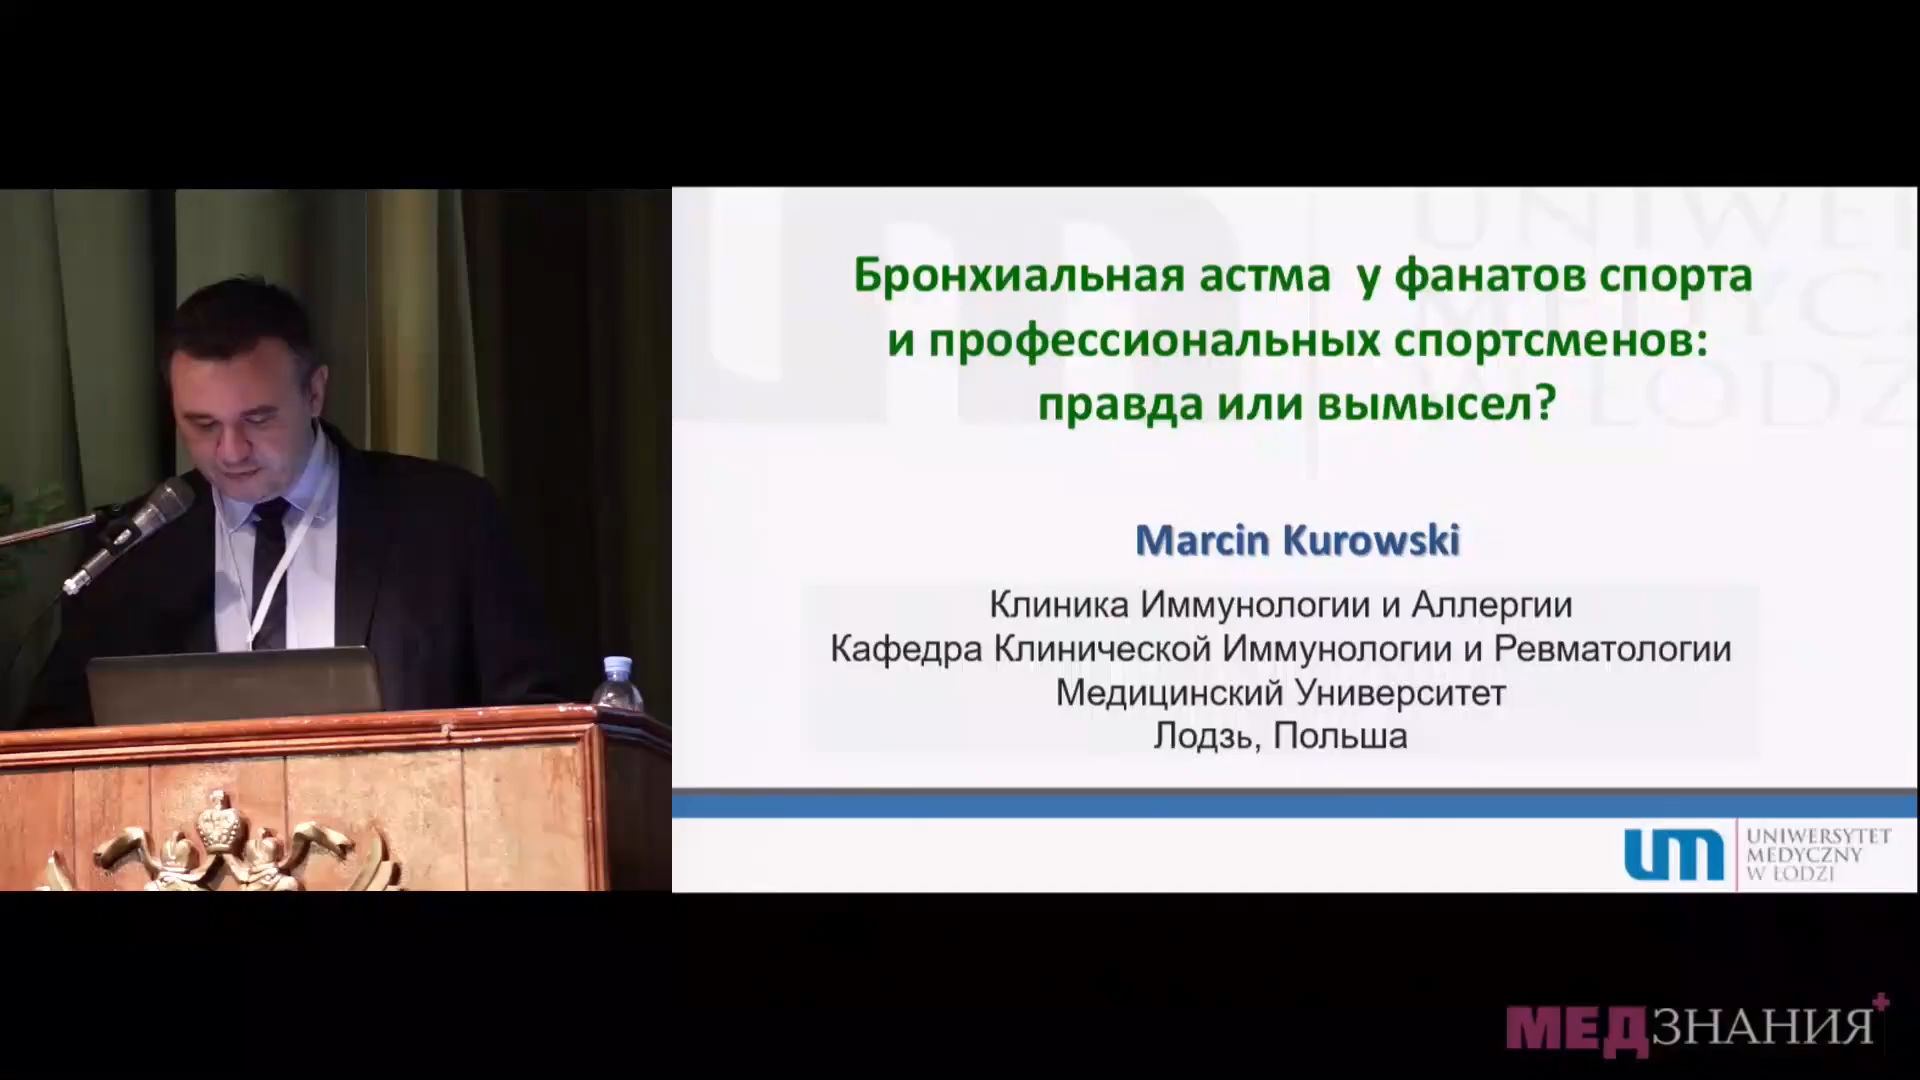 Бронхиальная астма у фанатов спорта
и профессиональных спортсменов:
правда или вымысел?
Marcin Kurowski
Клиника Иммунологии и Аллергии
Кафедра Клинической Иммунологии и Ревматологии
Медицинский Университет
Лодзь, Польша
um
UNIWERSYTET
MEDYCZNY
W ŁODZI
МЕДЗНАНИЯ+